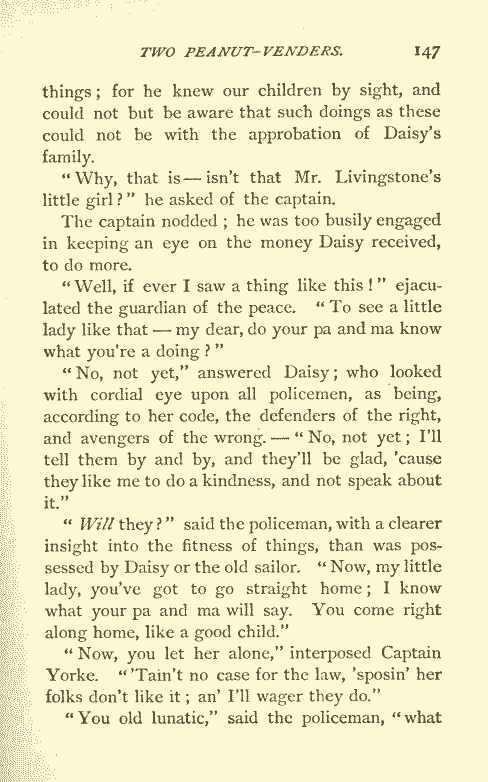 TWO PEANUT-VENDERS. 147
things; for he knew our children by sight, and
could not but be aware that such doings as these
could not be with the approbation of Daisy's
family.
"Why, that is — isn't that Mr. Livingstone's
little girl?" he asked of the captain.
The captain nodded; he was too busily engaged
in keeping an eye on the money Daisy received,
to do more.
"Well, if ever I saw a thing like this!" ejacu-
lated the guardian of the peace. "To see a little
lady like that — my dear, do your pa and ma know
what you're a doing?"
"No, not yet," answered Daisy; who looked
with cordial eye upon all policemen, as being,
according to her code, the defenders of the right,
and avengers of the wrong. — "No, not yet; I'll
tell them by and by, and they'll be glad, 'cause
they like me to do a kindness, and not speak about
it."
"Will they?" said the policeman, with a clearer
insight into the fitness of things, than was pos-
sessed by Daisy or the old sailor. "Now, my little
lady, you've got to go straight home; I know
what your pa and ma will say. You come right
along home, like a good child."
"Now, you let her alone," interposed Captain
Yorke. "'Tain't no case for the law, 'sposin' her
folks don't like it; an' I'll wager they do."
"You old lunatic," said the policeman, "what